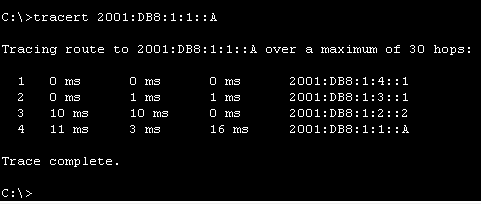 C:\>tracert 2001:DB8:1:1::A
Tracing route to 2001:DB8:1:1::A over a maximum of 30 hops:
1 0 ms 0 ms 0 ms 2001:DB8:1:4::1
2 0 ms 1 ms 1 ms 2001:DB8:1:3::1
3 10 ms 10 ms 0 ms 2001:DB8:1:2::2
4 11 ms 3 ms 16 ms 2001:DB8:1:1::A
Trace complete.
C:\>